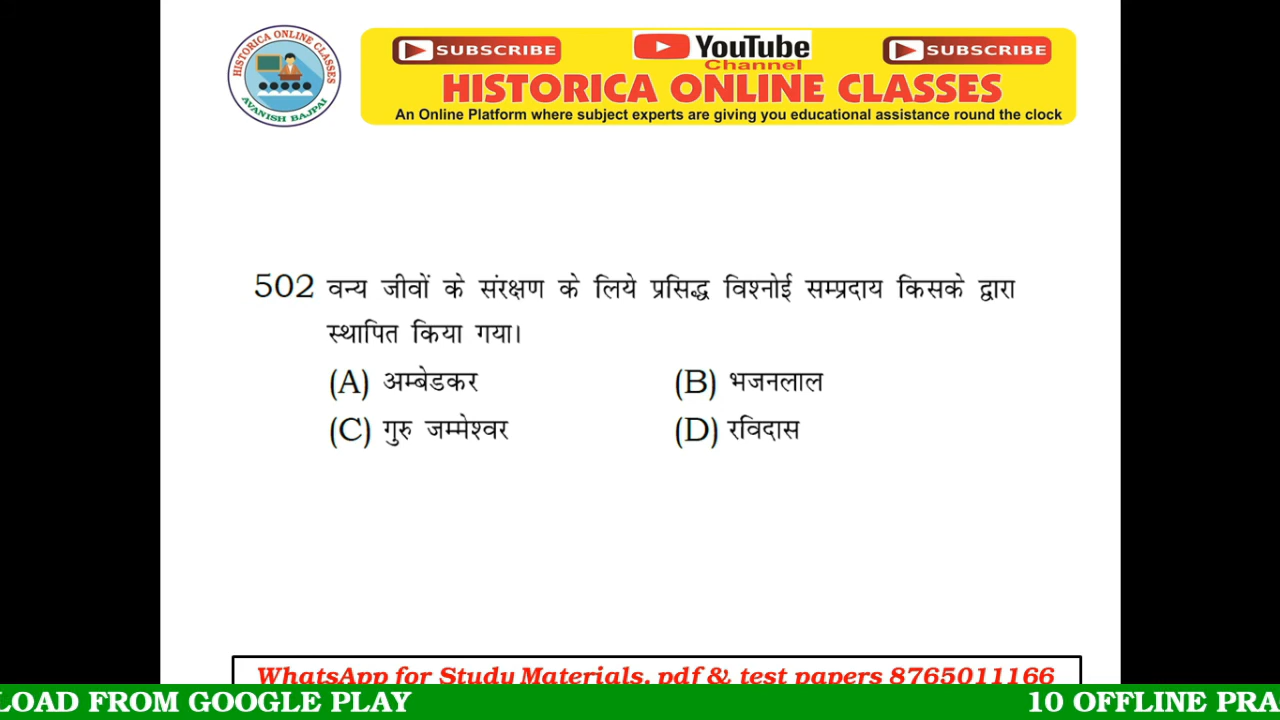 HISTORICA ONLINE CLASSES
AVANISH BAJPAI
SUBSCRIBE
YouTube
Channel
SUBSCRIBE
HISTORICA ONLINE CLASSES
An Online Platform where subject experts are giving you educational assistance round the clock
502 वन्य जीवों के संरक्षण के लिये प्रसिद्ध विश्नोई सम्प्रदाय किसके द्वारा
स्थापित किया गया।
(A) अम्बेडकर (B) भजनलाल
(C) गुरु जम्मेश्वर (D) रविदास
WhatsApp for Study Materials, pdf & test papers 8765011166
LOAD FROM GOOGLE PLAY 10 OFFLINE PRA